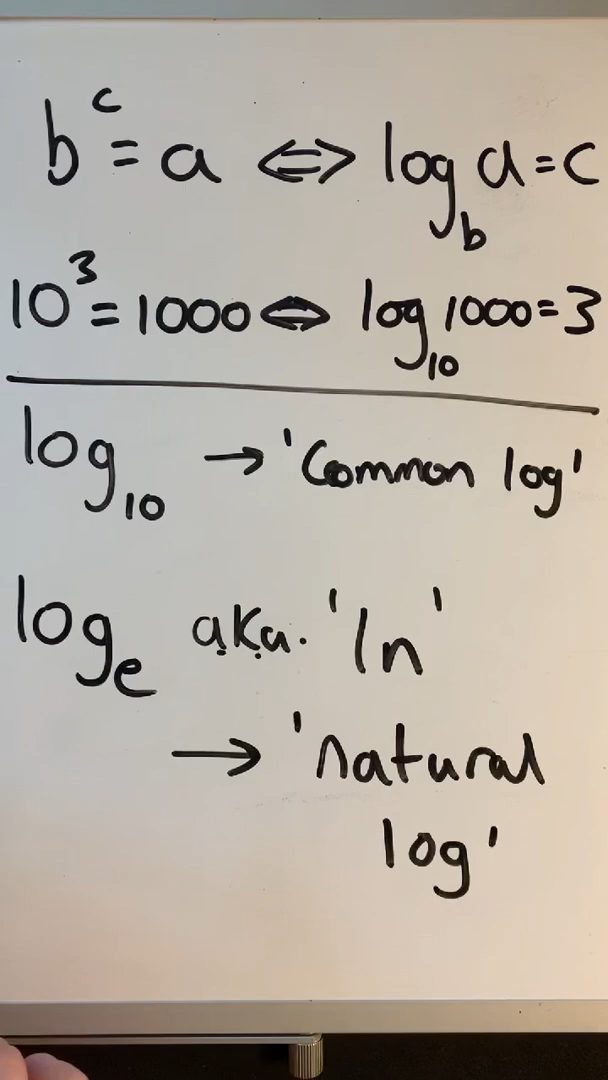 b^c = a ⇔ log_b a = c
10^3 = 1000 ⇔ log_10 1000 = 3
log_10 → 'Common log'
log_e a.k.a. 'ln'
→ 'natural
log'